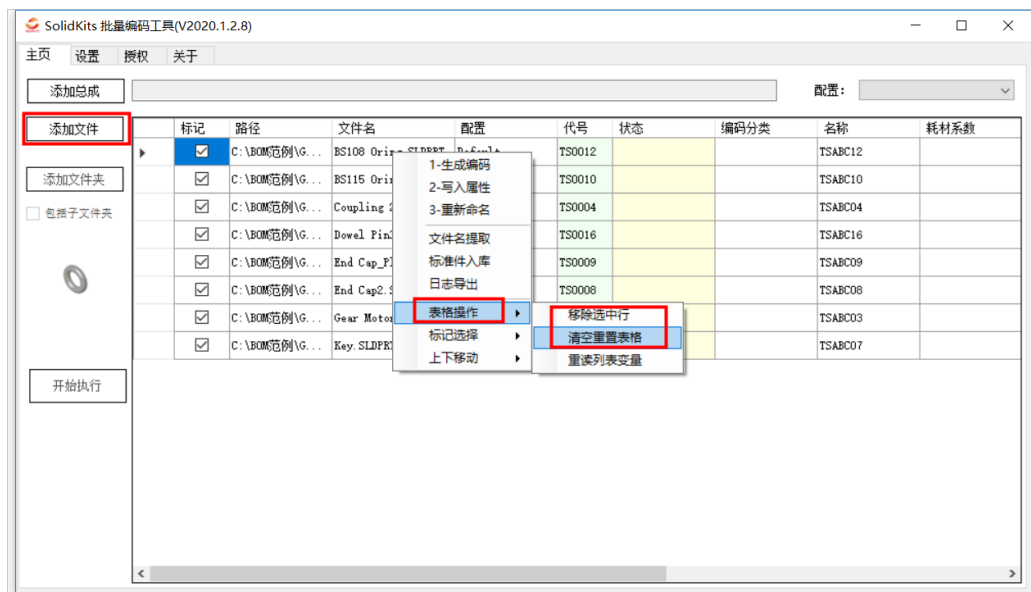 SolidKits 批量编码工具(V2020.1.2.8)
主页 设置 授权 关于
添加总成 配置：
添加文件 标记 路径 文件名 配置 代号 状态 编码分类 名称 耗材系数
C:\BOM范例\G... BS108 Oring.SLDPRT Default TS0012 TSABC12
1-生成编码
添加文件夹 C:\BOM范例\G... BS115 Orin TS0010 TSABC10
2-写入属性
包括子文件夹 C:\BOM范例\G... Coupling 2 TS0004 TSABC04
3-重新命名
C:\BOM范例\G... Dowel Pin TS0016 TSABC16
文件名提取
C:\BOM范例\G... End Cap_P TS0009 TSABC09
标准件入库
C:\BOM范例\G... End Cap2.S TS0008 TSABC08
日志导出
C:\BOM范例\G... Gear Motor TSABC03
表格操作 移除选中行
标记选择 清空重置表格
C:\BOM范例\G... Key.SLDPR TSABC07
上下移动 重读列表变量
开始执行